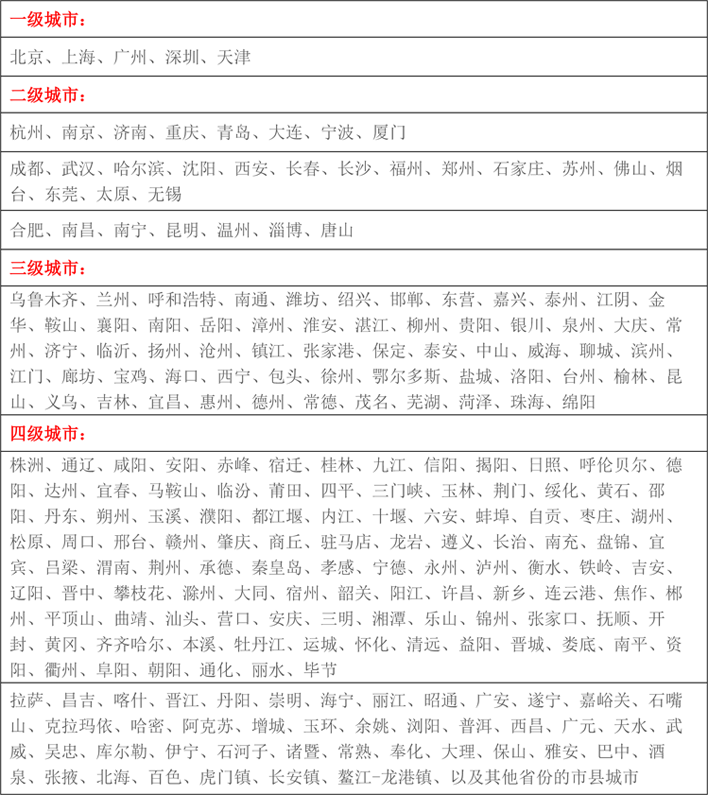 一级城市：
北京、上海、广州、深圳、天津
二级城市：
杭州、南京、济南、重庆、青岛、大连、宁波、厦门
成都、武汉、哈尔滨、沈阳、西安、长春、长沙、福州、郑州、石家庄、苏州、佛山、烟
台、东莞、太原、无锡
合肥、南昌、南宁、昆明、温州、淄博、唐山
三级城市：
乌鲁木齐、兰州、呼和浩特、南通、潍坊、绍兴、邯郸、东营、嘉兴、泰州、江阴、金
华、鞍山、襄阳、南阳、岳阳、漳州、淮安、湛江、柳州、贵阳、银川、泉州、大庆、常
州、济宁、临沂、扬州、沧州、镇江、张家港、保定、泰安、中山、威海、聊城、滨州、
江门、廊坊、宝鸡、海口、西宁、包头、徐州、鄂尔多斯、盐城、洛阳、台州、榆林、昆
山、义乌、吉林、宜昌、惠州、德州、常德、茂名、芜湖、菏泽、珠海、绵阳
四级城市：
株洲、通辽、咸阳、安阳、赤峰、宿迁、桂林、九江、信阳、揭阳、日照、呼伦贝尔、德
阳、达州、宜春、马鞍山、临汾、莆田、四平、三门峡、玉林、荆门、绥化、黄石、邵
阳、丹东、朔州、玉溪、濮阳、都江堰、内江、十堰、六安、蚌埠、自贡、枣庄、湖州、
松原、周口、邢台、赣州、肇庆、商丘、驻马店、龙岩、遵义、长治、南充、盘锦、宜
宾、吕梁、渭南、荆州、承德、秦皇岛、孝感、宁德、永州、泸州、衡水、铁岭、吉安、
辽阳、晋中、攀枝花、滁州、大同、宿州、韶关、阳江、许昌、新乡、连云港、焦作、郴
州、平顶山、曲靖、汕头、营口、安庆、三明、湘潭、乐山、锦州、张家口、抚顺、开
封、黄冈、齐齐哈尔、本溪、牡丹江、运城、怀化、清远、益阳、晋城、娄底、南平、资
阳、衢州、阜阳、朝阳、通化、丽水、毕节
拉萨、昌吉、喀什、晋江、丹阳、崇明、海宁、丽江、昭通、广安、遂宁、嘉峪关、石嘴
山、克拉玛依、哈密、阿克苏、增城、玉环、余姚、浏阳、普洱、西昌、广元、天水、武
威、吴忠、库尔勒、伊宁、石河子、诸暨、常熟、奉化、大理、保山、雅安、巴中、酒
泉、张掖、北海、百色、虎门镇、长安镇、鳌江-龙港镇、以及其他省份的市县城市